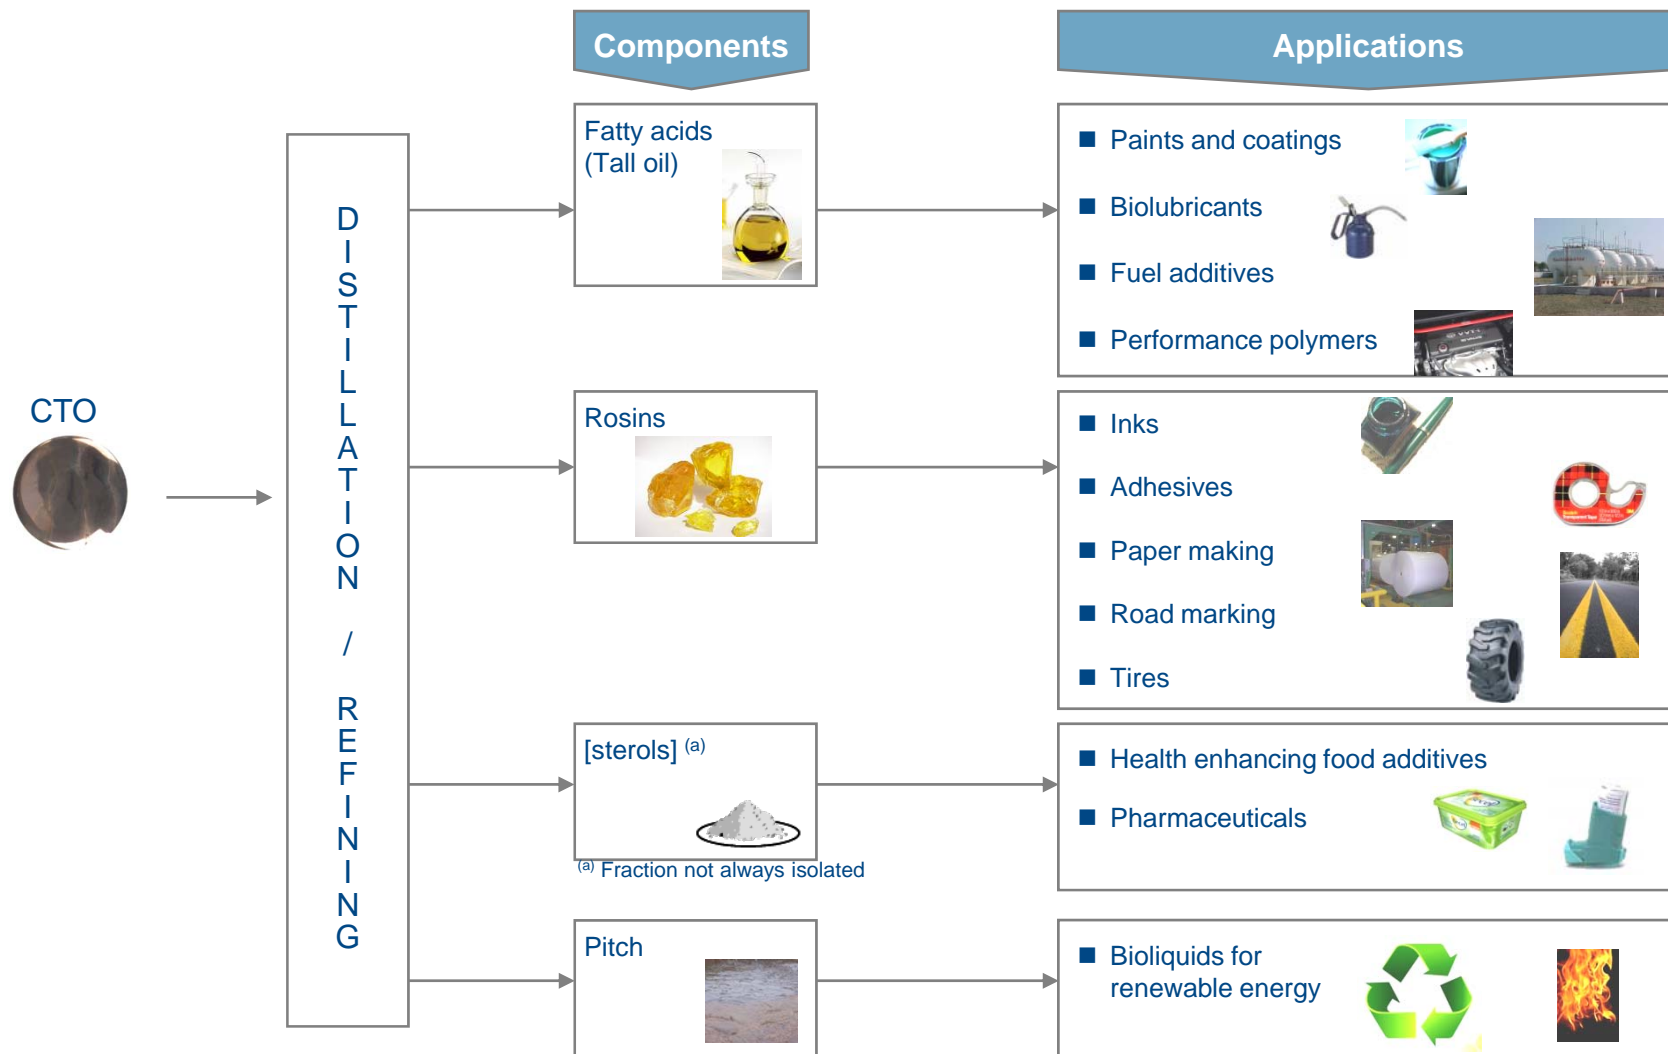 Components
Applications
Fatty acids
(Tall oil)
Paints and coatings
Biolubricants
Fuel additives
Performance polymers
CTO
DISTILLATION / REFINING
Rosins
Inks
Adhesives
Paper making
Road marking
Tires
[sterols] (a)
(a) Fraction not always isolated
Health enhancing food additives
Pharmaceuticals
Pitch
Bioliquids for
renewable energy